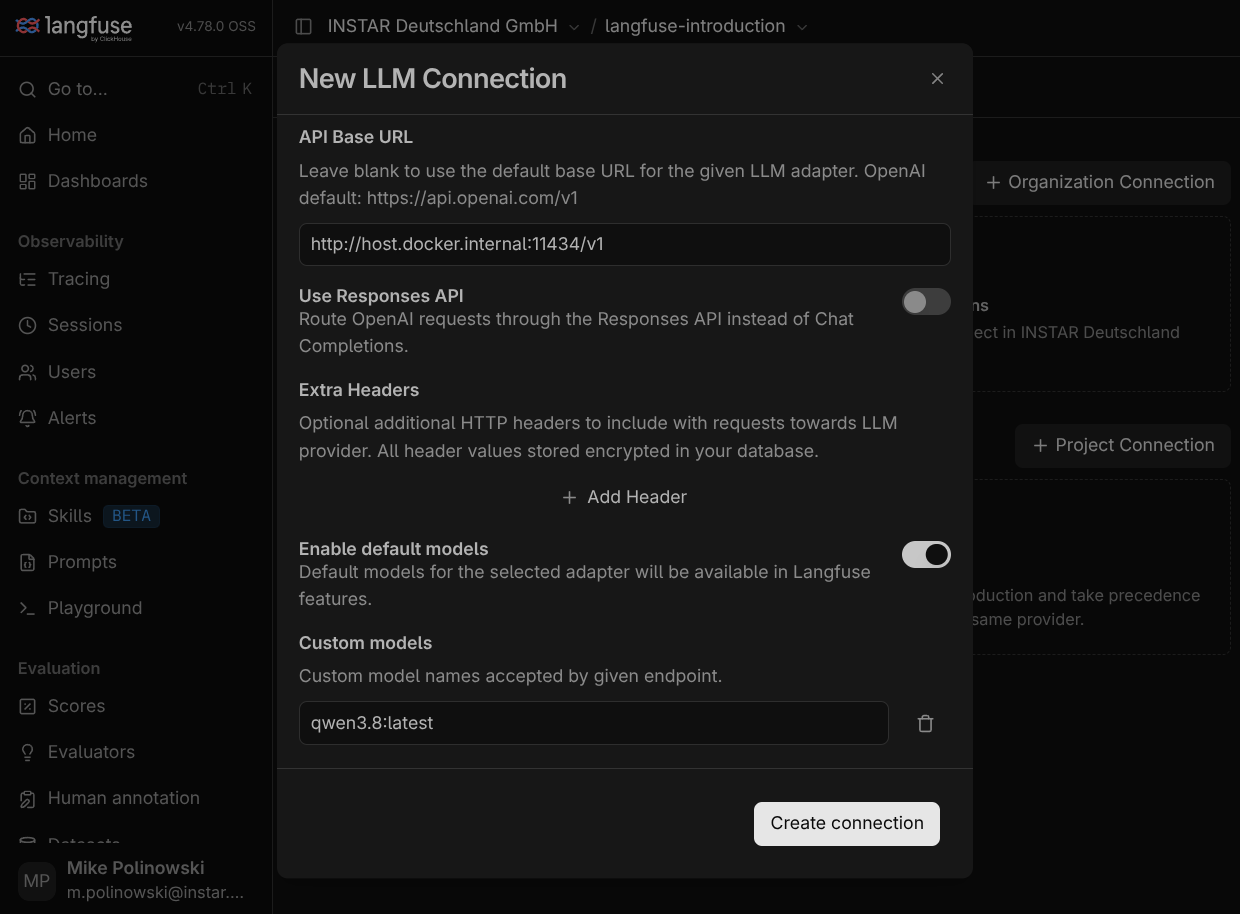 langfuse
by ClickHouse
v4.78.0 OSS
INSTAR Deutschland GmbH / langfuse-introduction
Go to...
Ctrl K
Home
Dashboards
Observability
Tracing
Sessions
Users
Alerts
Context management
Skills
BETA
Prompts
Playground
Evaluation
Scores
Evaluators
Human annotation
Datasets
MP
Mike Polinowski
m.polinowski@instar....
New LLM Connection
API Base URL
Leave blank to use the default base URL for the given LLM adapter. OpenAI
default: https://api.openai.com/v1
http://host.docker.internal:11434/v1
Use Responses API
Route OpenAI requests through the Responses API instead of Chat
Completions.
Extra Headers
Optional additional HTTP headers to include with requests towards LLM
provider. All header values stored encrypted in your database.
+ Add Header
Enable default models
Default models for the selected adapter will be available in Langfuse
features.
Custom models
Custom model names accepted by given endpoint.
qwen3.8:latest
Create connection
+ Organization Connection
ns
ect in INSTAR Deutschland
+ Project Connection
oduction and take precedence
same provider.